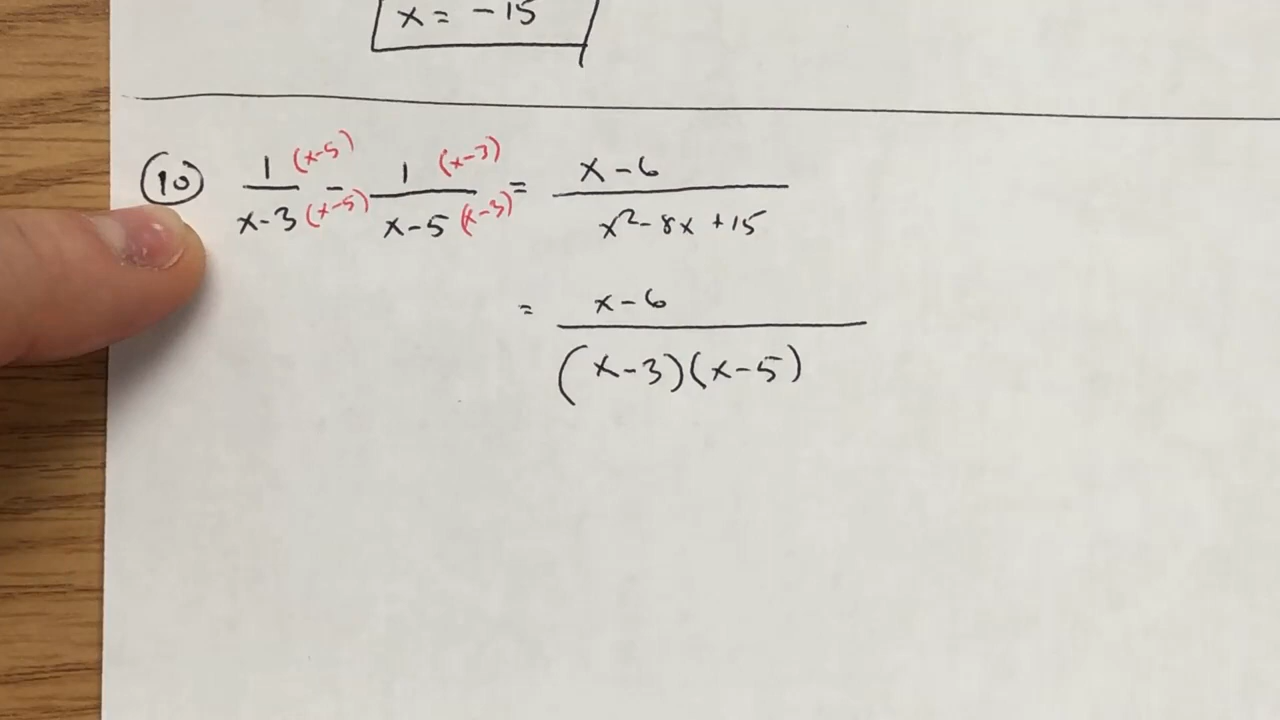 x = -15
(10) 1 (x-5) / x-3 (x-5) - 1 (x-3) / x-5 (x-3) = x-6 / x²-8x+15
= x-6 / (x-3)(x-5)